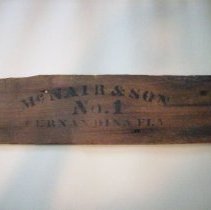 McNAIR & SON
No. 1
FERNANDINA FLA